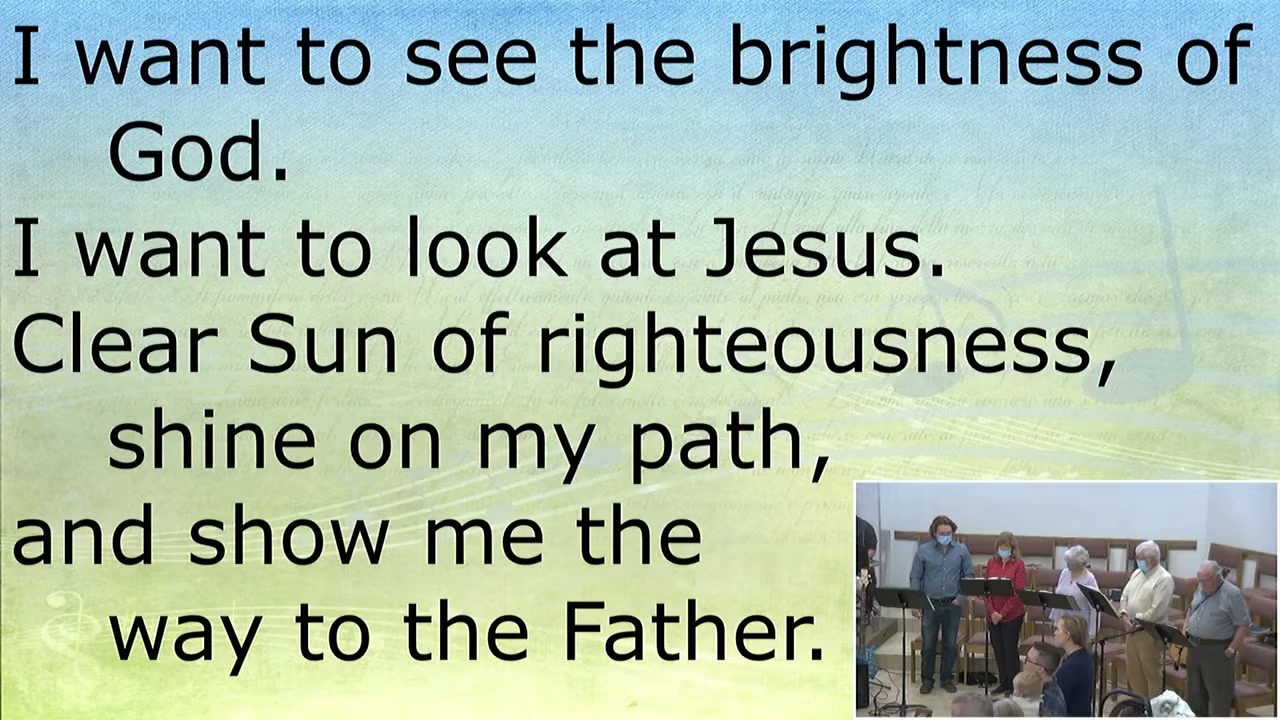 I want to see the brightness of
God.
I want to look at Jesus.
Clear Sun of righteousness,
shine on my path,
and show me the
way to the Father.